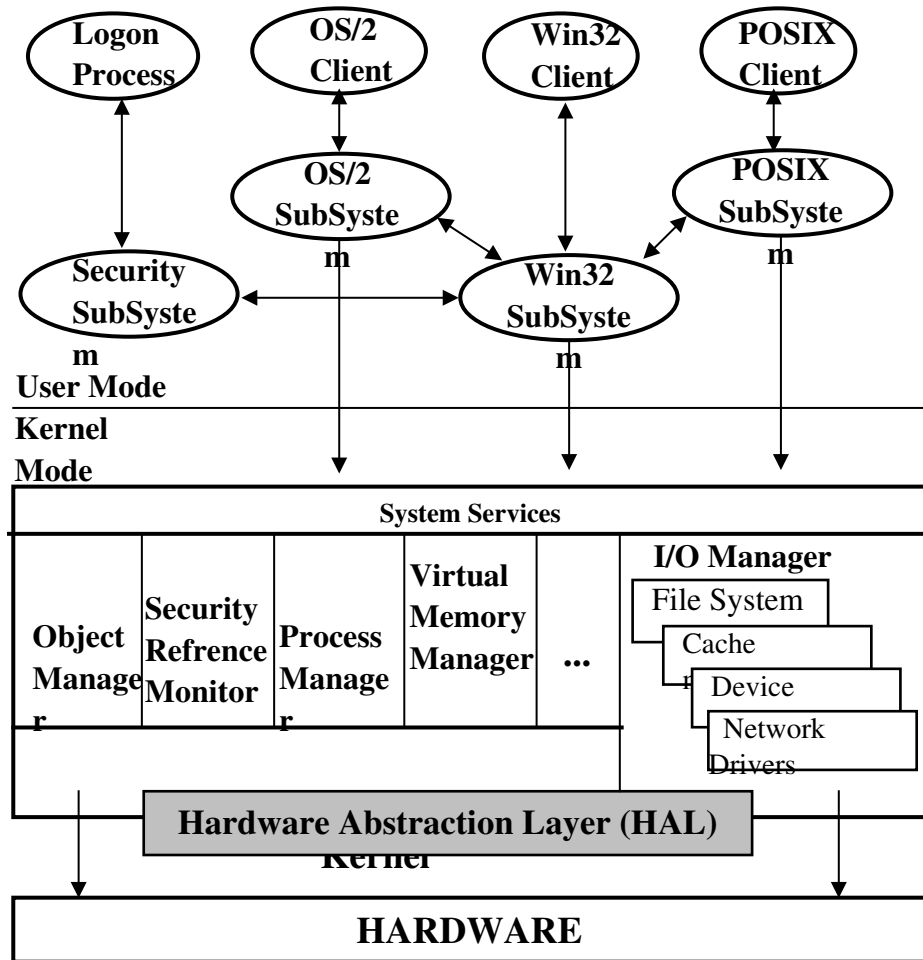 Logon
Process
OS/2
Client
Win32
Client
POSIX
Client
OS/2
SubSyste
m
POSIX
SubSyste
m
Security
SubSyste
m
Win32
SubSyste
m
User Mode
Kernel
Mode
System Services
Object
Manage
r
Security
Refrence
Monitor
Process
Manage
r
Virtual
Memory
Manager
...
I/O Manager
File System
Cache
Device
Network
Drivers
Hardware Abstraction Layer (HAL)
Kernel
HARDWARE